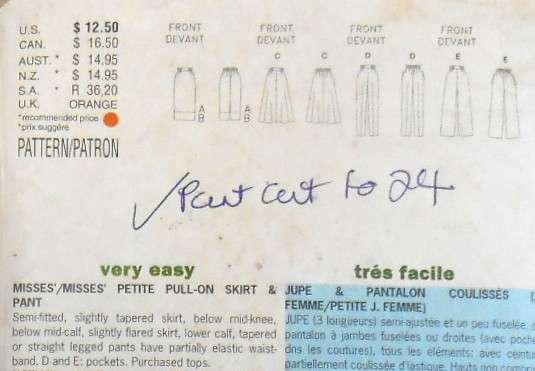 U.S. $ 12.50
CAN. $ 16.50
AUST. * $ 14.95
N.Z. * $ 14.95
S.A. * R 36,20
U.K. ORANGE
*recommended price
*prix suggéré
PATTERN/PATRON
FRONT DEVANT
FRONT DEVANT
FRONT DEVANT
FRONT DEVANT
A
B
A
B
C
C
D
D
E
E
✓Pant cut to 24
very easy
MISSES'/MISSES' PETITE PULL-ON SKIRT &
PANT
Semi-fitted, slightly tapered skirt, below mid-knee,
below mid-calf, slightly flared skirt, lower calf, tapered
or straight legged pants have partially elastic waist-
band. D and E: pockets. Purchased tops.
très facile
JUPE & PANTALON COULISSÉS (J.
FEMME/PETITE J. FEMME)
JUPE (3 longueurs) semi-ajustée et un peu fuselée,
pantalon à jambes fuselées ou droites (avec poche
dns les coutures), tous les éléments: avec ceintu
partiellement coulissée d'élastique. Hauts non compr